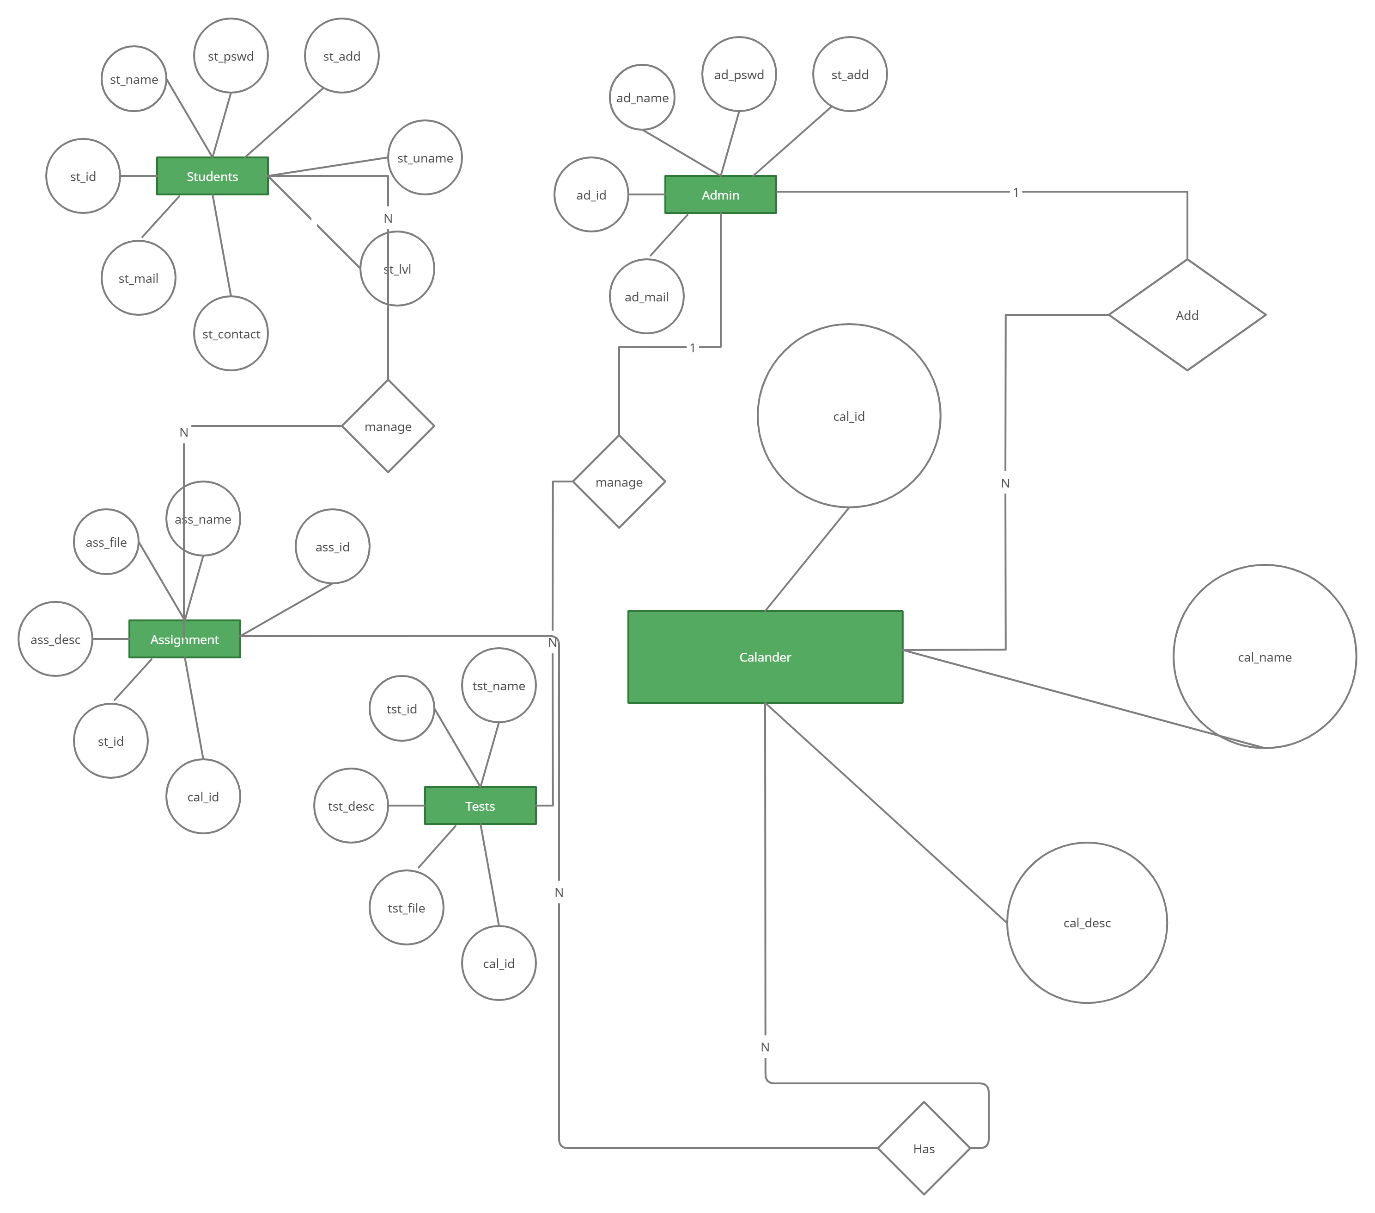 st_name
st_pswd
st_add
st_id
Students
st_uname
N
st_lvl
st_mail
st_contact
ad_name
ad_pswd
st_add
ad_id
Admin
1
ad_mail
1
Add
manage
N
manage
cal_id
N
ass_file
ass_name
ass_id
ass_desc
Assignment
N
Calander
cal_name
st_id
cal_id
tst_id
tst_name
tst_desc
Tests
tst_file
cal_id
N
cal_desc
N
Has